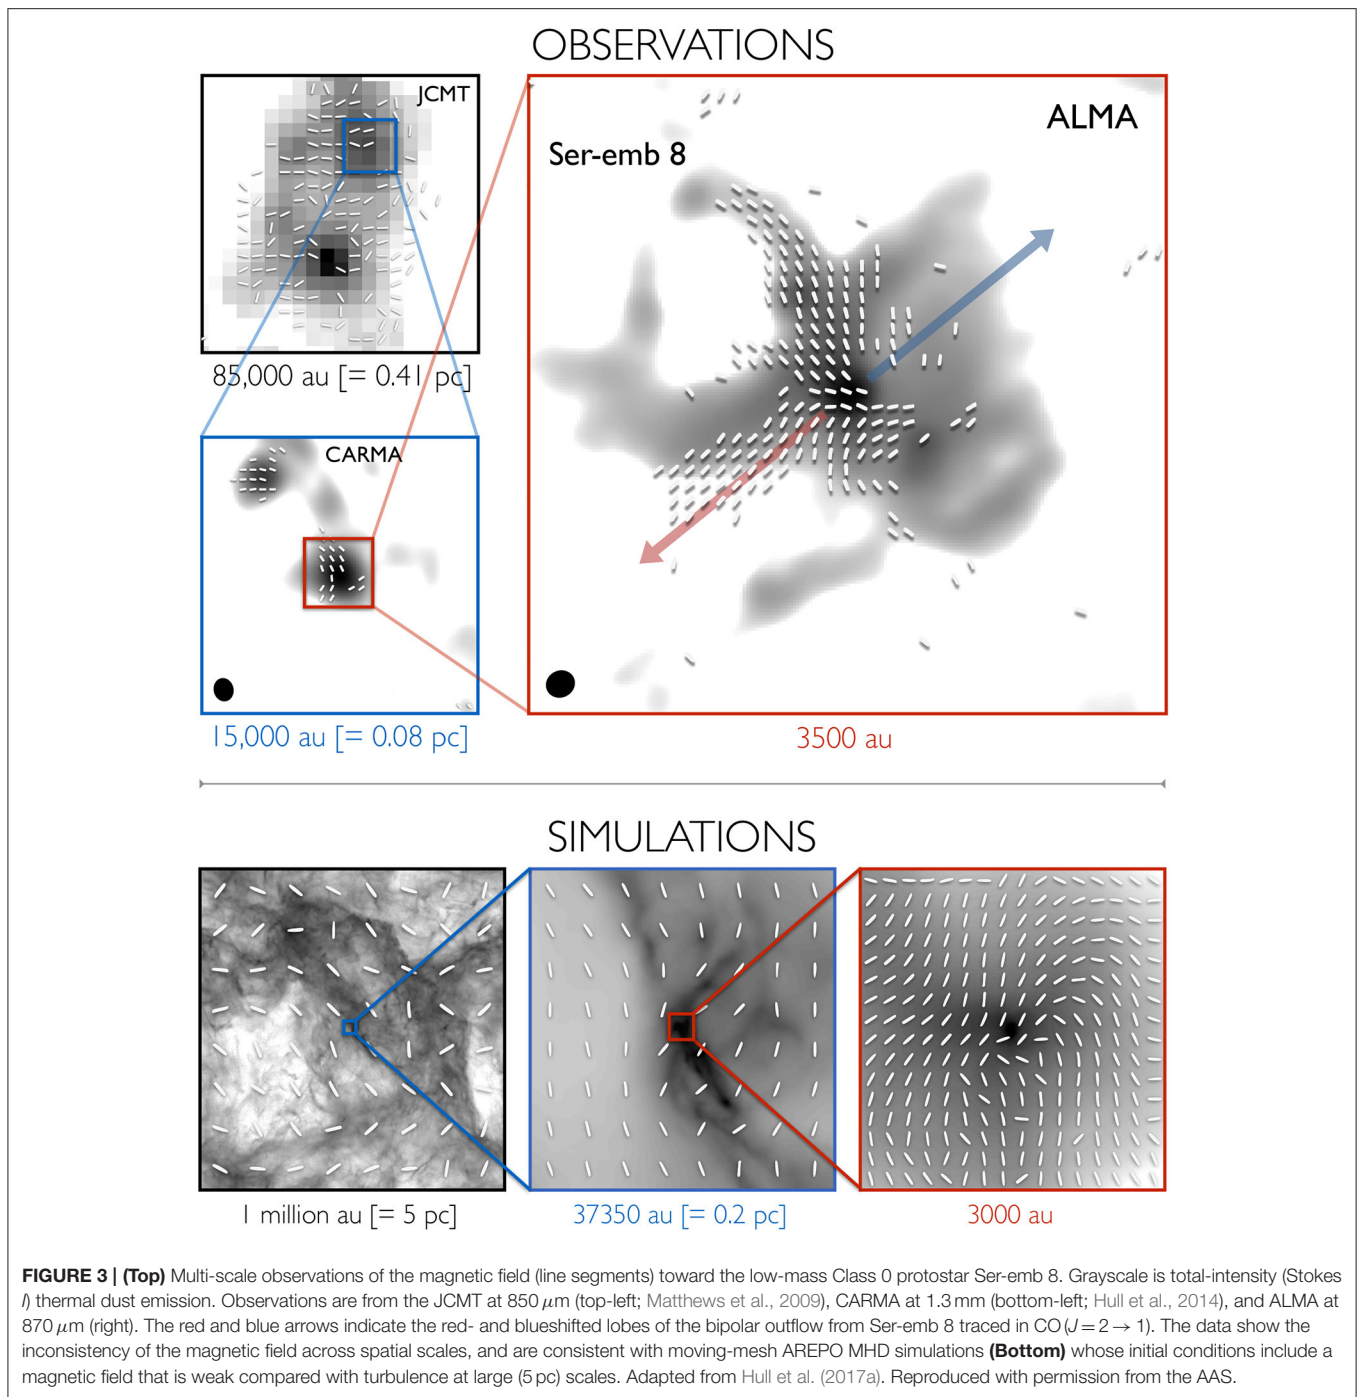 OBSERVATIONS
JCMT
85,000 au [= 0.41 pc]
CARMA
15,000 au [= 0.08 pc]
Ser-emb 8
ALMA
3500 au
SIMULATIONS
1 million au [= 5 pc]
37350 au [= 0.2 pc]
3000 au
FIGURE 3 | (Top) Multi-scale observations of the magnetic field (line segments) toward the low-mass Class 0 protostar Ser-emb 8. Grayscale is total-intensity (Stokes
I) thermal dust emission. Observations are from the JCMT at 850 μm (top-left; Matthews et al., 2009), CARMA at 1.3 mm (bottom-left; Hull et al., 2014), and ALMA at
870 μm (right). The red and blue arrows indicate the red- and blueshifted lobes of the bipolar outflow from Ser-emb 8 traced in CO (J = 2 → 1). The data show the
inconsistency of the magnetic field across spatial scales, and are consistent with moving-mesh AREPO MHD simulations (Bottom) whose initial conditions include a
magnetic field that is weak compared with turbulence at large (5 pc) scales. Adapted from Hull et al. (2017a). Reproduced with permission from the AAS.